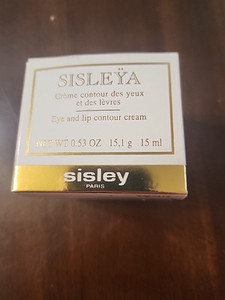 SISLEŸA
Crème contour des yeux
et des lèvres
Eye and lip contour cream
NET WT 0.53 OZ 15,1 g 15 ml
sisley
PARIS